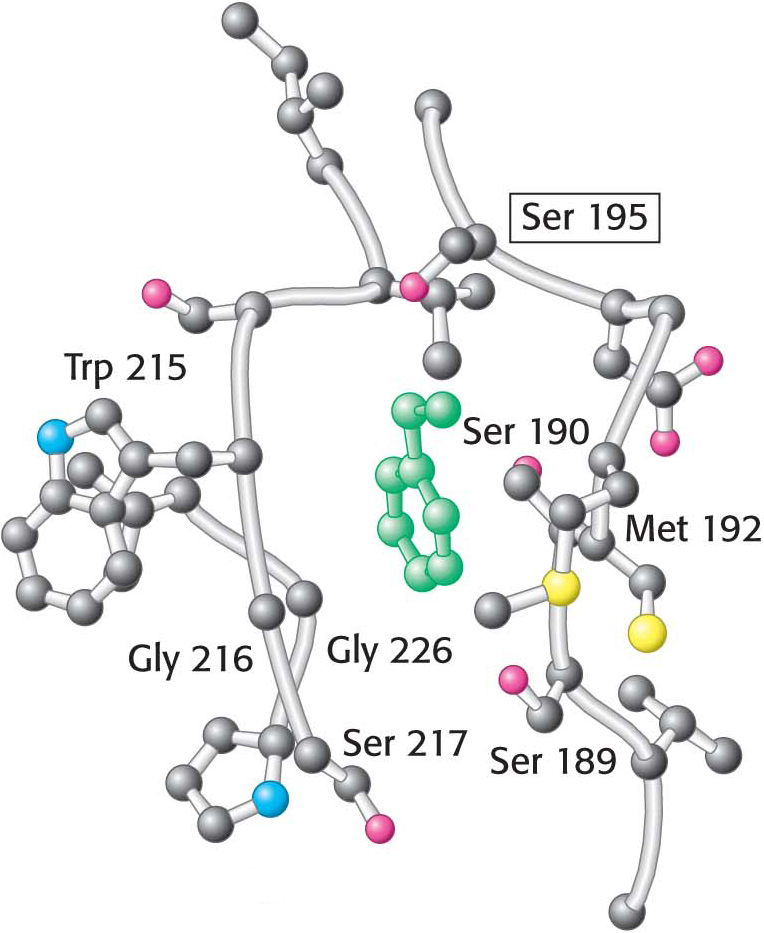 Ser 195
Trp 215
Ser 190
Met 192
Gly 216
Gly 226
Ser 217
Ser 189